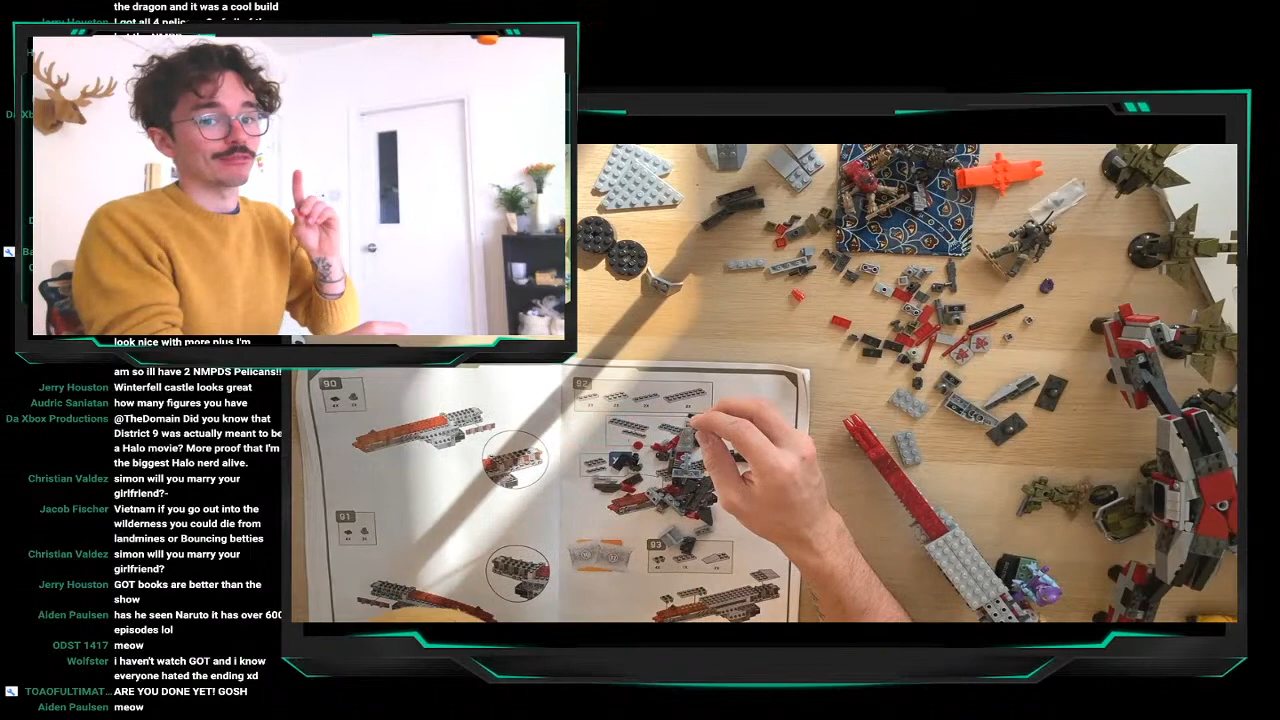 the dragon and it was a cool build
Jerry Houston
look nice with more plus I'm
am so ill have 2 NMPDS Pelicans!!
Jerry Houston Winterfell castle looks great
Audric Saniatan how many figures you have
Da Xbox Productions @TheDomain Did you know that
District 9 was actually meant to be
a Halo movie? More proof that I'm
the biggest Halo nerd alive.
Christian Valdez simon will you marry your
girlfriend?-
Jacob Fischer Vietnam if you go out into the
wilderness you could die from
landmines or Bouncing betties
Christian Valdez simon will you marry your
girlfriend?
Jerry Houston GOT books are better than the
show
Aiden Paulsen has he seen Naruto it has over 600
episodes lol
ODST 1417 meow
Wolfster i haven't watch GOT and i know
everyone hated the ending xd
TOAOFULTIMAT... ARE YOU DONE YET! GOSH
Aiden Paulsen meow
90
92
91
93